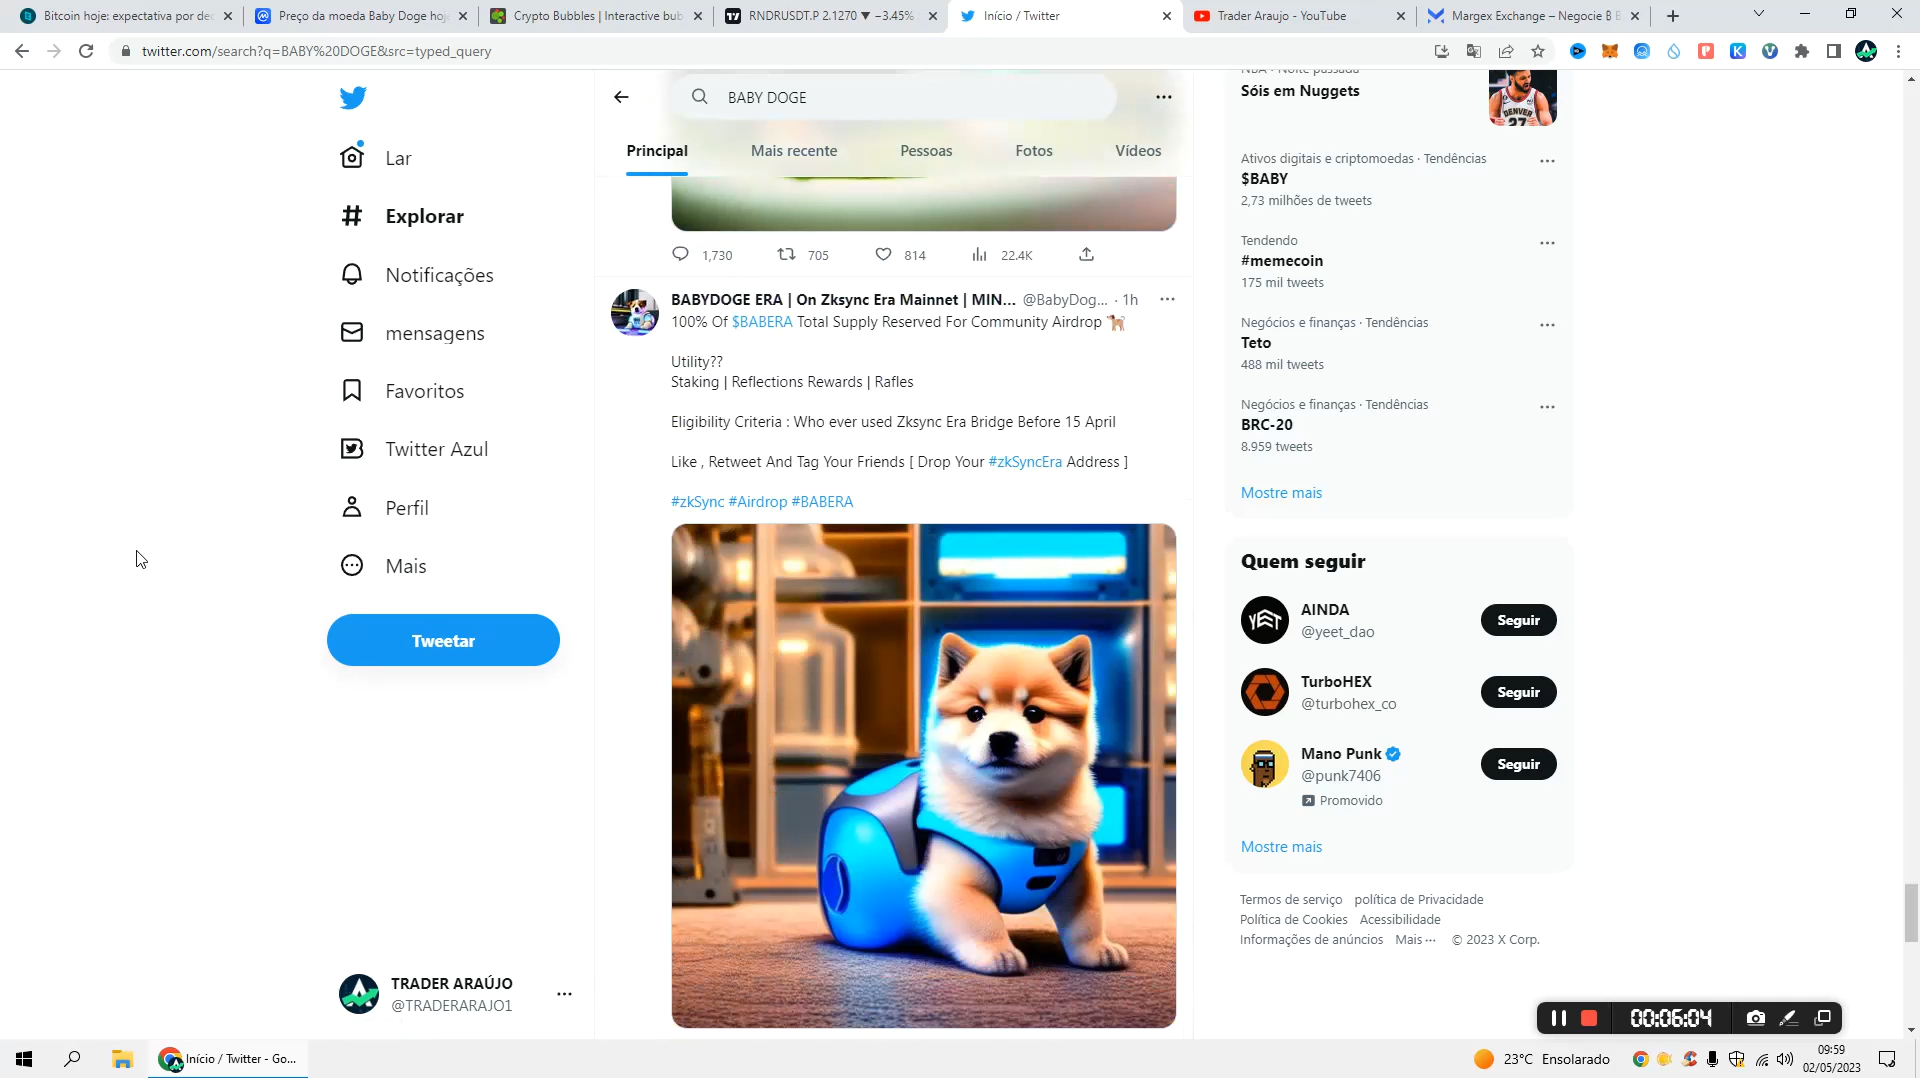 Bitcoin hoje: expectativa por dec
Preço da moeda Baby Doge hoj
Crypto Bubbles | Interactive bub
RNDRUSDT.P 2.1270 ▼ −3.45%
Início / Twitter
Trader Araujo - YouTube
Margex Exchange – Negocie ₿ E
twitter.com/search?q=BABY%20DOGE&src=typed_query
Lar
Explorar
Notificações
mensagens
Favoritos
Twitter Azul
Perfil
Mais
Tweetar
TRADER ARAÚJO
@TRADERARAJO1
BABY DOGE
Principal
Mais recente
Pessoas
Fotos
Vídeos
1,730
705
814
22.4K
BABYDOGE ERA | On Zksync Era Mainnet | MIN... @BabyDog... · 1h
100% Of $BABERA Total Supply Reserved For Community Airdrop
Utility??
Staking | Reflections Rewards | Rafles
Eligibility Criteria : Who ever used Zksync Era Bridge Before 15 April
Like , Retweet And Tag Your Friends [ Drop Your #zkSyncEra Address ]
#zkSync #Airdrop #BABERA
NBA · Noite passada
Sóis em Nuggets
DENVER
27
Ativos digitais e criptomoedas · Tendências
$BABY
2,73 milhões de tweets
Tendendo
#memecoin
175 mil tweets
Negócios e finanças · Tendências
Teto
488 mil tweets
Negócios e finanças · Tendências
BRC-20
8.959 tweets
Mostre mais
Quem seguir
AINDA
@yeet_dao
Seguir
TurboHEX
@turbohex_co
Seguir
Mano Punk
@punk7406
Seguir
Promovido
Mostre mais
Termos de serviço política de Privacidade
Política de Cookies Acessibilidade
Informações de anúncios Mais ··· © 2023 X Corp.
00:06:04
Início / Twitter - Go...
23°C Ensolarado
09:59
02/05/2023